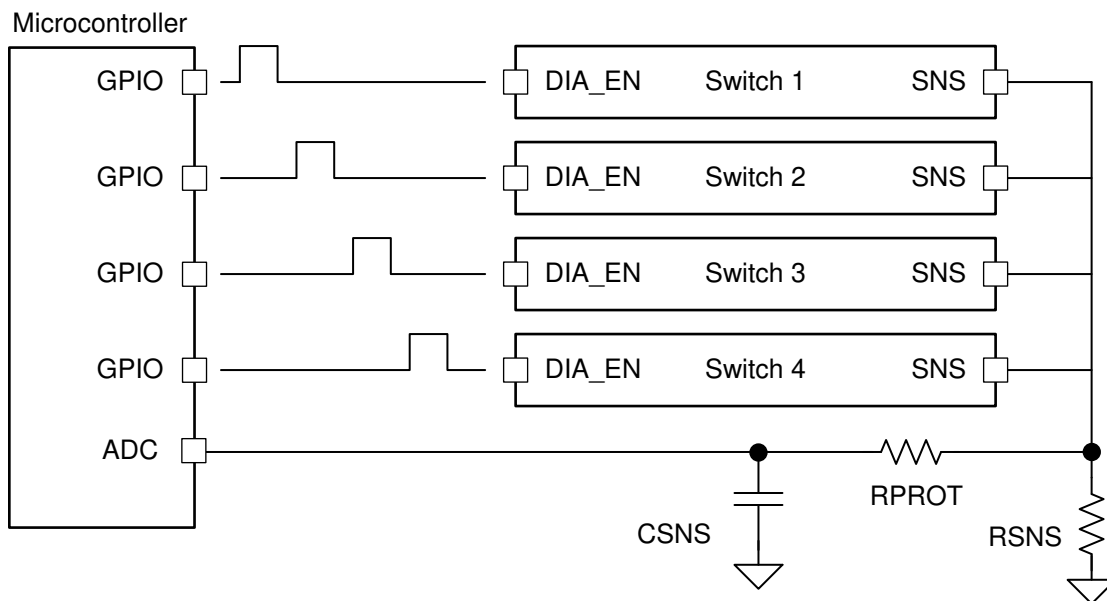 Microcontroller
GPIO DIA_EN Switch 1 SNS
GPIO DIA_EN Switch 2 SNS
GPIO DIA_EN Switch 3 SNS
GPIO DIA_EN Switch 4 SNS
ADC
RPROT
CSNS RSNS